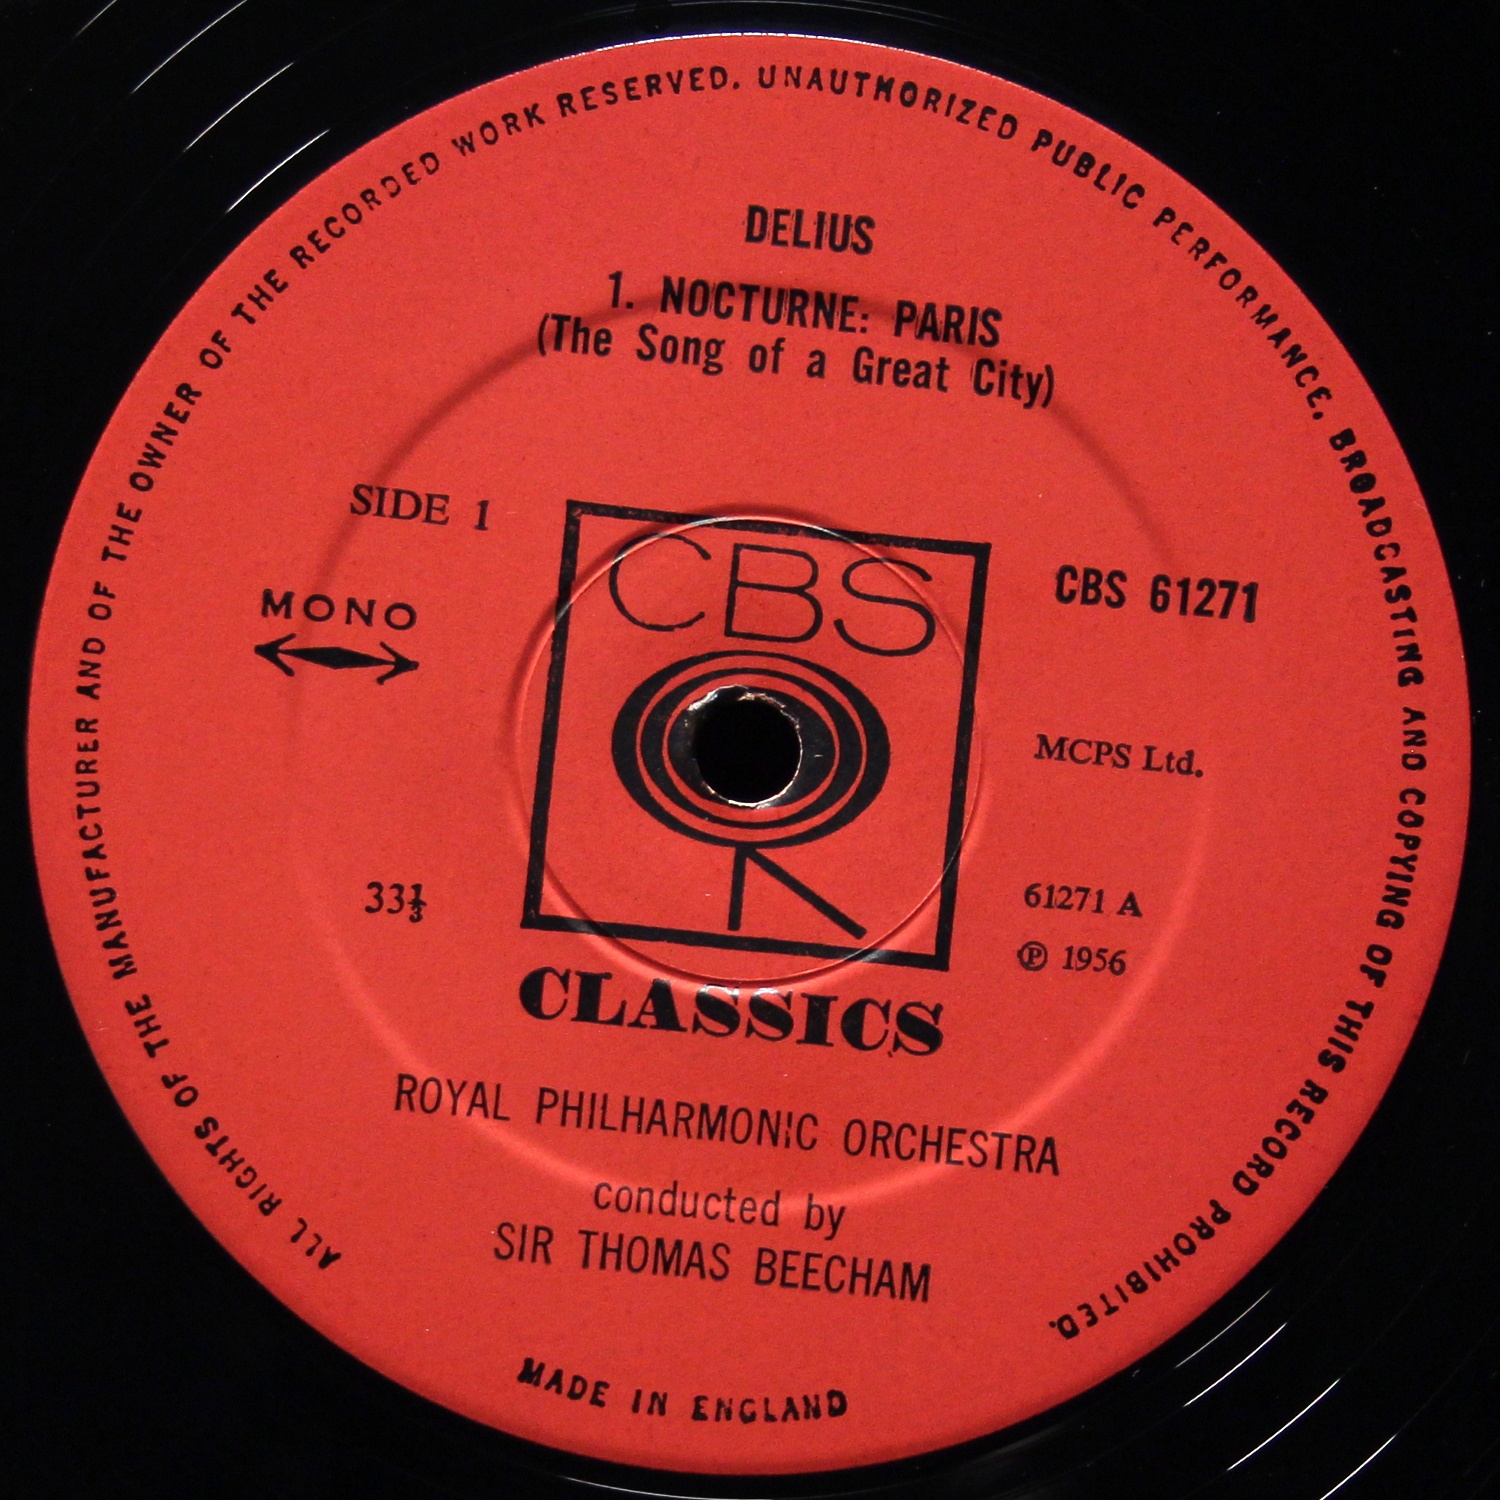 ALL RIGHTS OF THE MANUFACTURER AND OF THE OWNER OF THE RECORDED WORK RESERVED. UNAUTHORIZED PUBLIC PERFORMANCE, BROADCASTING AND COPYING OF THIS RECORD PROHIBITED.
DELIUS
1. NOCTURNE: PARIS
(The Song of a Great City)
SIDE 1
MONO
CBS
CBS 61271
MCPS Ltd.
33⅓
61271 A
℗ 1956
CLASSICS
ROYAL PHILHARMONIC ORCHESTRA
conducted by
SIR THOMAS BEECHAM
MADE IN ENGLAND